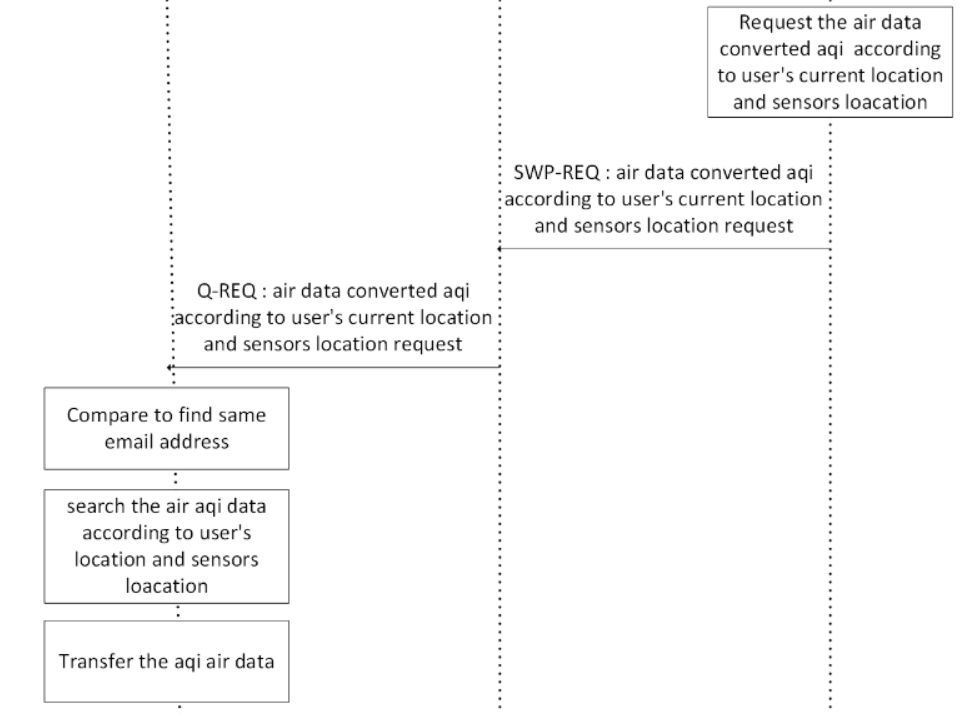 Request the air data
converted aqi  according
to user's current location
and sensors loacation
SWP-REQ : air data converted aqi
according to user's current location
and sensors location request
Q-REQ : air data converted aqi
according to user's current location
and sensors location request
Compare to find same
email address
search the air aqi data
according to user's
location and sensors
loacation
Transfer the aqi air data